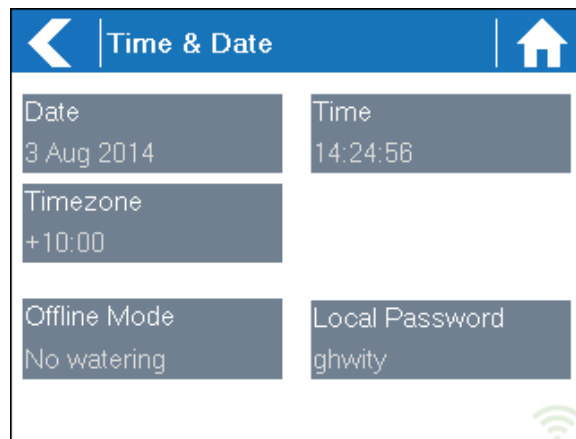 Time & Date
Date
3 Aug 2014
Time
14:24:56
Timezone
+10:00
Offline Mode
No watering
Local Password
ghwity